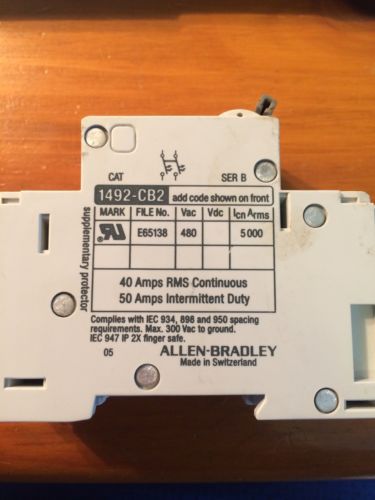 CAT
SER B
1492-CB2 add code shown on front
MARK FILE No. Vac Vdc Icn Arms
E65138 480 5000
supplementary protector
40 Amps RMS Continuous
50 Amps Intermittent Duty
Complies with IEC 934, 898 and 950 spacing
requirements. Max. 300 Vac to ground.
IEC 947 IP 2X finger safe.
05 ALLEN-BRADLEY
Made in Switzerland